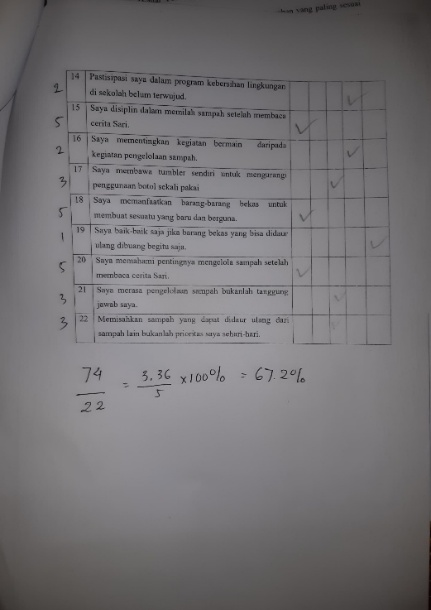 yang paling sesuai
2 14 Pastisipasi saya dalam program kebersihan lingkungan
di sekolah belum terwujud.
5 15 Saya disiplin dalam memilah sampah setelah membaca
cerita Sari.
2 16 Saya mementingkan kegiatan bermain daripada
kegiatan pengelolaan sampah.
3 17 Saya membawa tumbler sendiri untuk mengurangi
penggunaan botol sekali pakai
5 18 Saya memanfaatkan barang-barang bekas untuk
membuat sesuatu yang baru dan berguna.
1 19 Saya baik-baik saja jika barang bekas yang bisa didaur
ulang dibuang begitu saja.
5 20 Saya memahami pentingnya mengelola sampah setelah
membaca cerita Sari.
3 21 Saya merasa pengelolaan sampah bukanlah tanggung
jawab saya.
3 22 Memisahkan sampah yang dapat didaur ulang dari
sampah lain bukanlah prioritas saya sehari-hari.
74 / 22 = 3.36 / 5 x100% = 67.2%